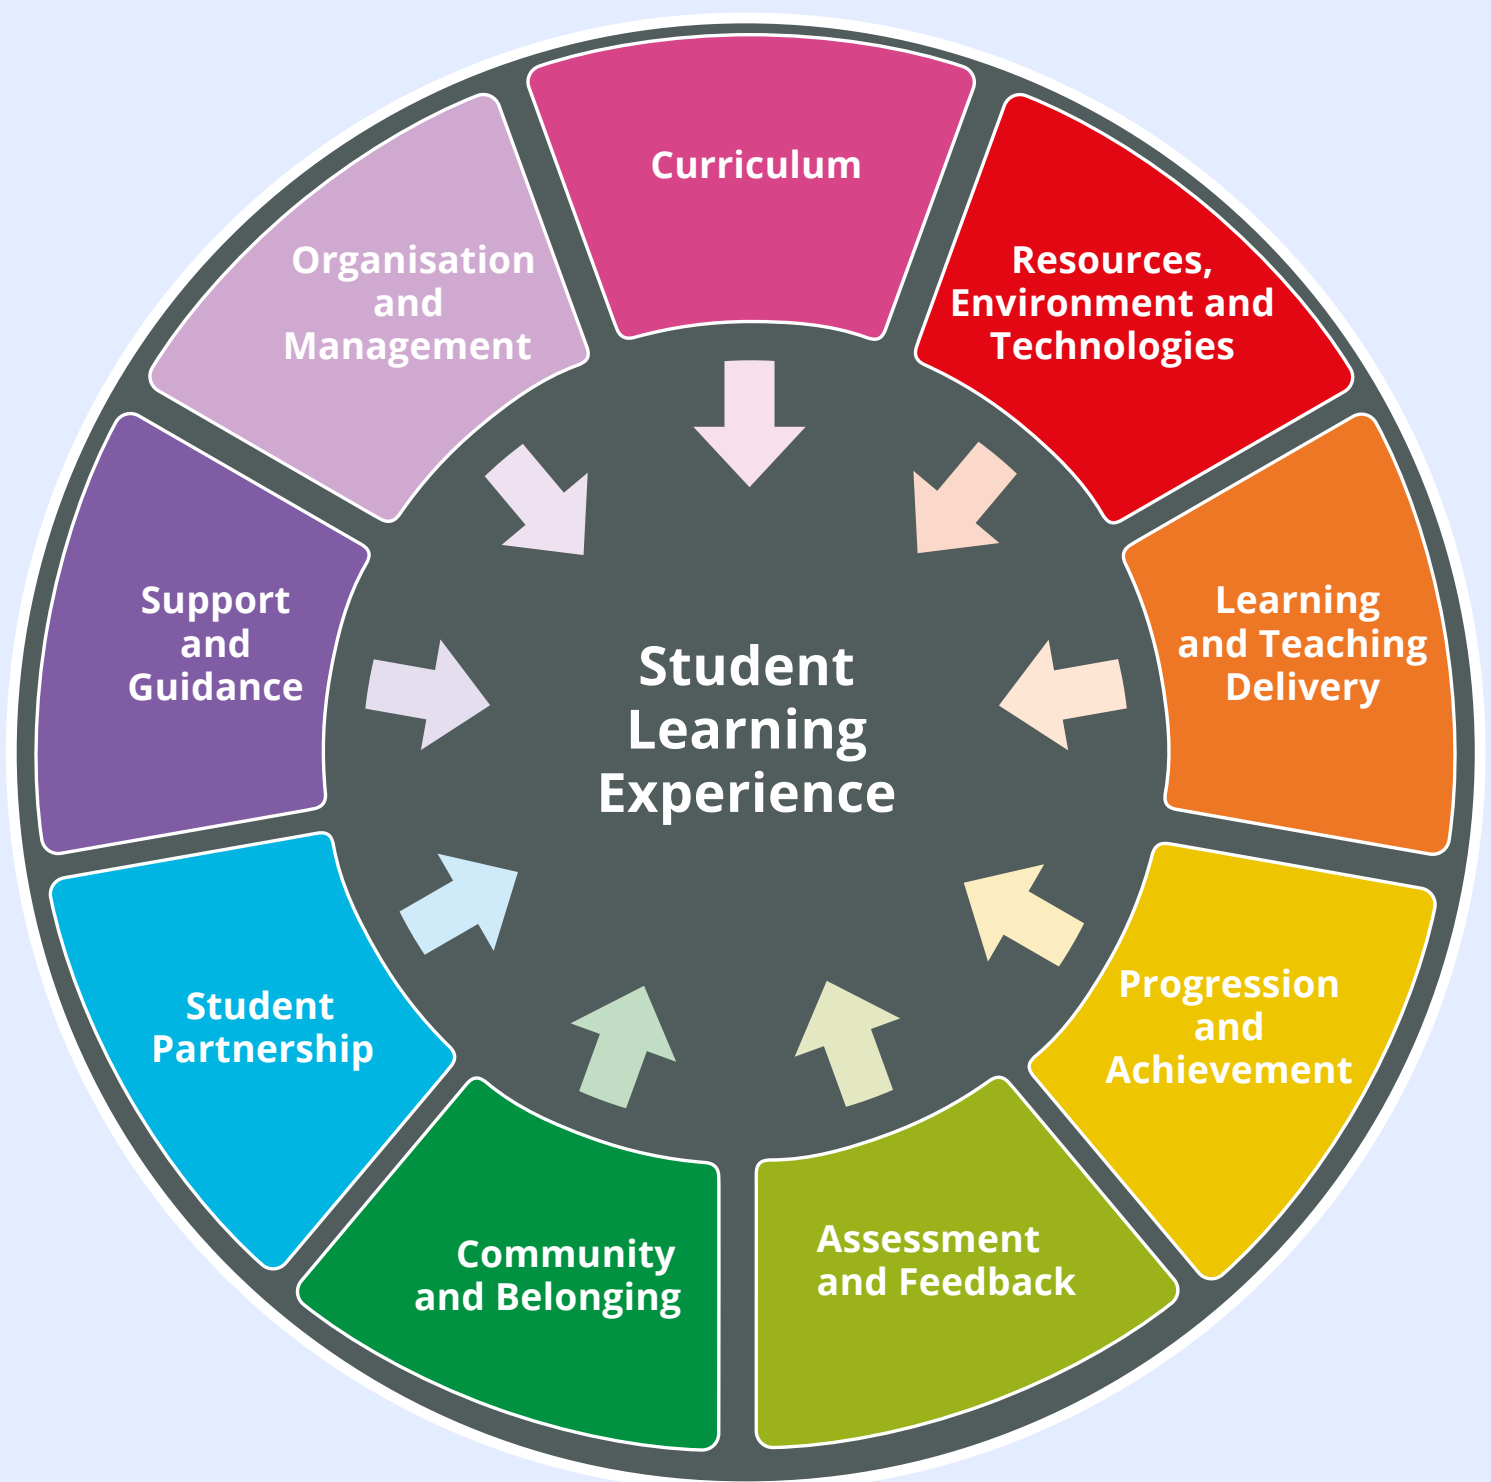 Curriculum
Resources,
Environment and
Technologies
Learning
and Teaching
Delivery
Progression
and
Achievement
Assessment
and Feedback
Community
and Belonging
Student
Partnership
Support
and
Guidance
Organisation
and
Management
Student
Learning
Experience